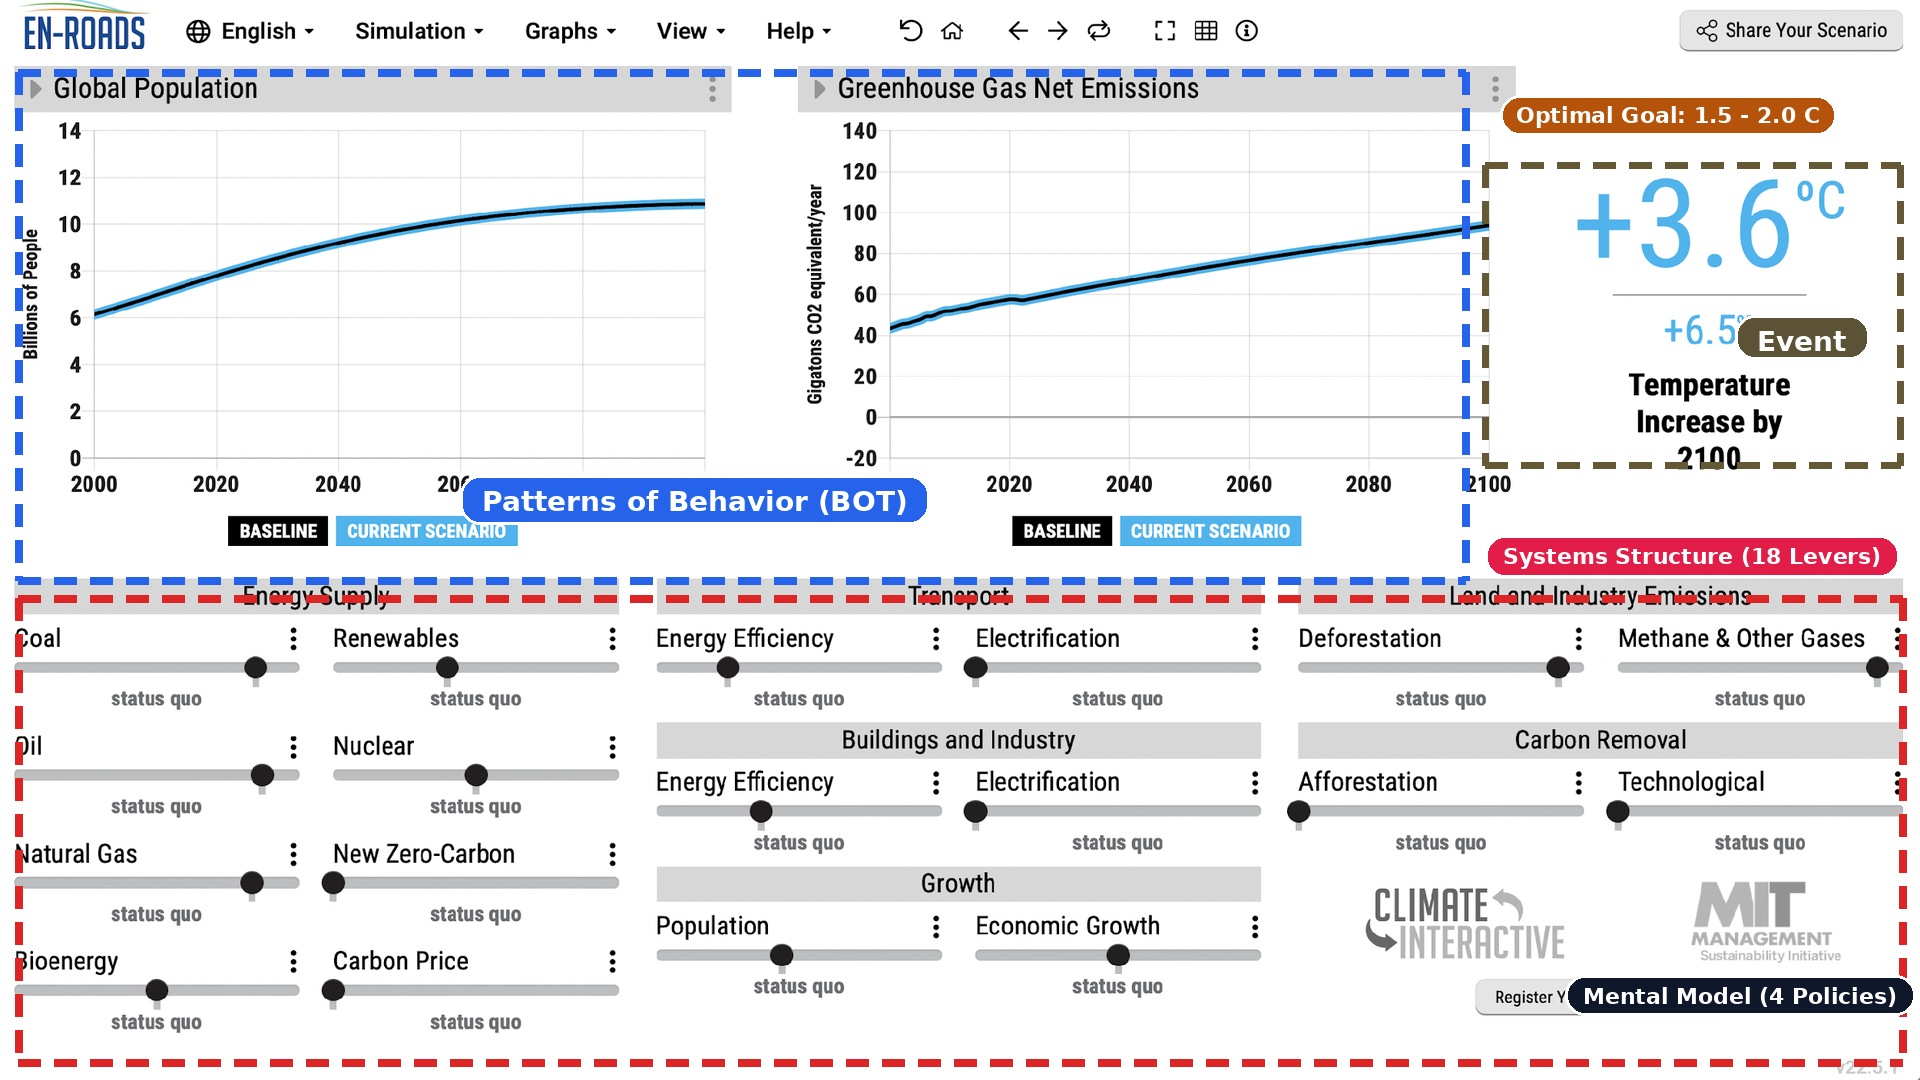 EN-ROADS English Simulation Graphs View Help Share Your Scenario
Global Population
Greenhouse Gas Net Emissions
Optimal Goal: 1.5 - 2.0 C
Billions of People
14
12
10
8
6
4
2
0
2000 2020 2040
BASELINE CURRENT SCENARIO
Gigatons CO2 equivalent/year
140
120
100
80
60
40
20
0
-20
2020 2040 2060 2080 2100
BASELINE CURRENT SCENARIO
Patterns of Behavior (BOT)
+3.6 ºC
+6.5
Event
Temperature
Increase by
2100
Systems Structure (18 Levers)
Energy Supply
Coal Renewables
status quo status quo
Oil Nuclear
status quo status quo
Natural Gas New Zero-Carbon
status quo status quo
Bioenergy Carbon Price
status quo status quo
Transport
Energy Efficiency Electrification
status quo status quo
Buildings and Industry
Energy Efficiency Electrification
status quo status quo
Growth
Population Economic Growth
status quo status quo
Land and Industry Emissions
Deforestation Methane & Other Gases
status quo status quo
Carbon Removal
Afforestation Technological
status quo status quo
CLIMATE
INTERACTIVE
MIT
MANAGEMENT
Sustainability Initiative
Register
Mental Model (4 Policies)